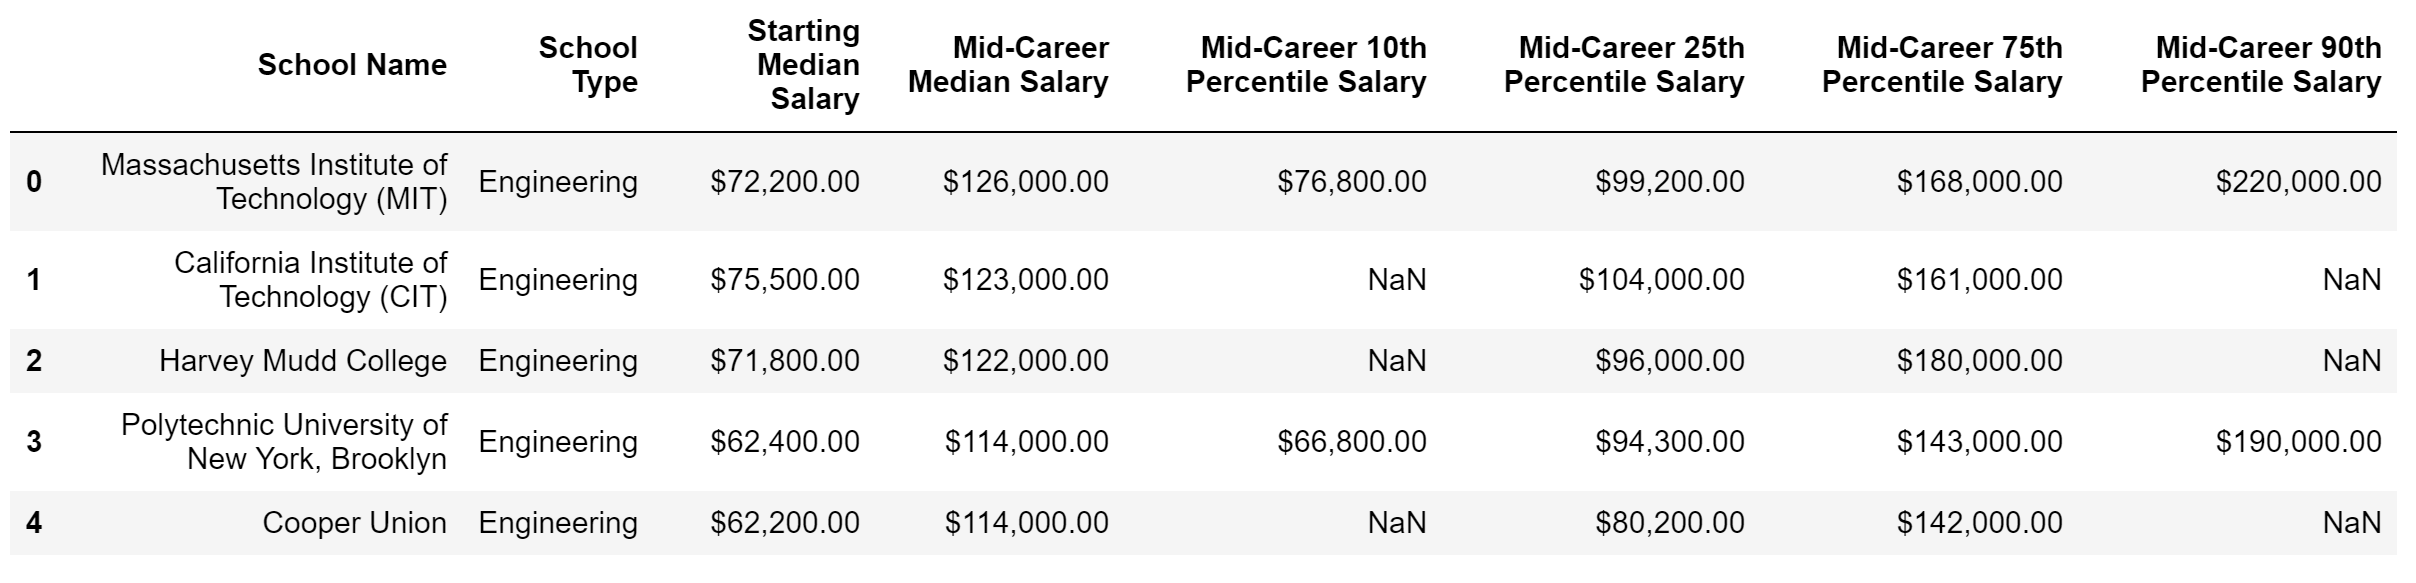 School Name School Type Starting Median Salary Mid-Career Median Salary Mid-Career 10th Percentile Salary Mid-Career 25th Percentile Salary Mid-Career 75th Percentile Salary Mid-Career 90th Percentile Salary
0 Massachusetts Institute of Technology (MIT) Engineering $72,200.00 $126,000.00 $76,800.00 $99,200.00 $168,000.00 $220,000.00
1 California Institute of Technology (CIT) Engineering $75,500.00 $123,000.00 NaN $104,000.00 $161,000.00 NaN
2 Harvey Mudd College Engineering $71,800.00 $122,000.00 NaN $96,000.00 $180,000.00 NaN
3 Polytechnic University of New York, Brooklyn Engineering $62,400.00 $114,000.00 $66,800.00 $94,300.00 $143,000.00 $190,000.00
4 Cooper Union Engineering $62,200.00 $114,000.00 NaN $80,200.00 $142,000.00 NaN